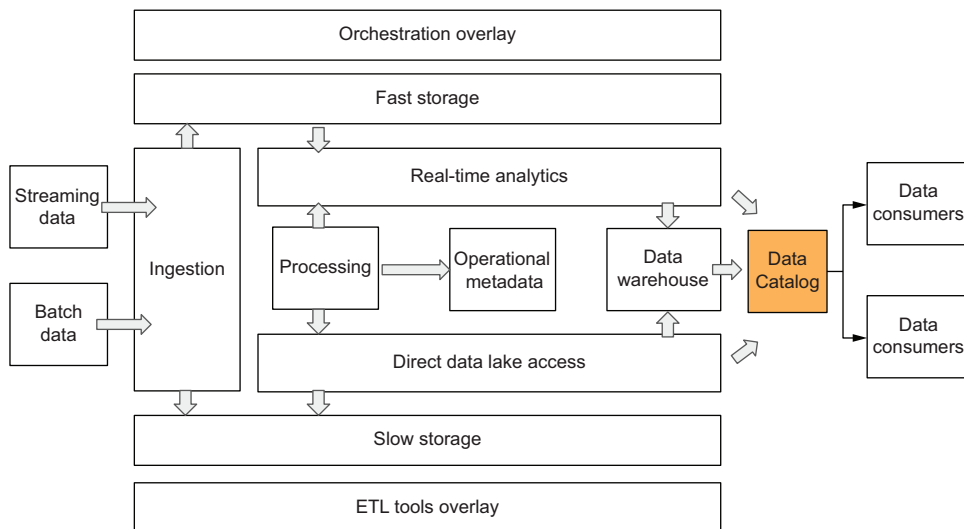 Orchestration overlay
Fast storage
Real-time analytics
Streaming
data
Batch
data
Ingestion
Processing
Operational
metadata
Data
warehouse
Data
Catalog
Data
consumers
Data
consumers
Direct data lake access
Slow storage
ETL tools overlay